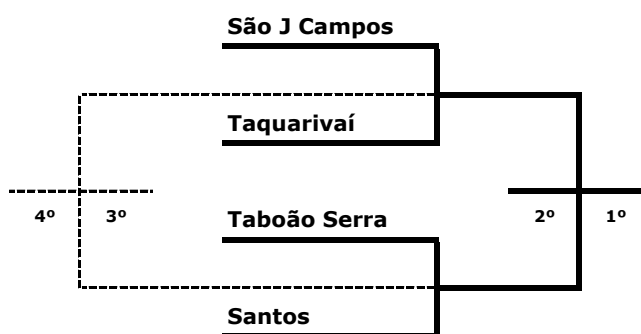 São J Campos
Taquarivaí
4º 3º
2º 1º
Taboão Serra
Santos